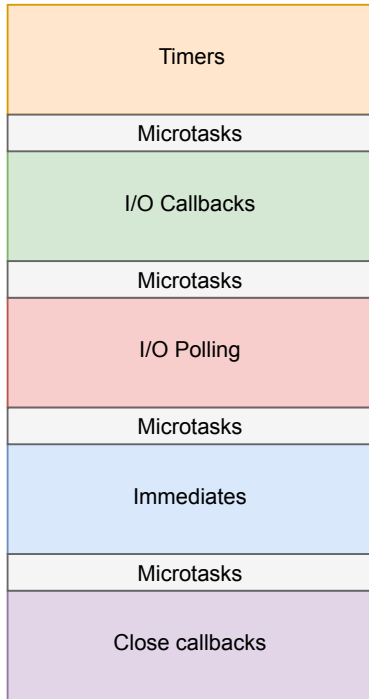 Timers
Microtasks
I/O Callbacks
Microtasks
I/O Polling
Microtasks
Immediates
Microtasks
Close callbacks